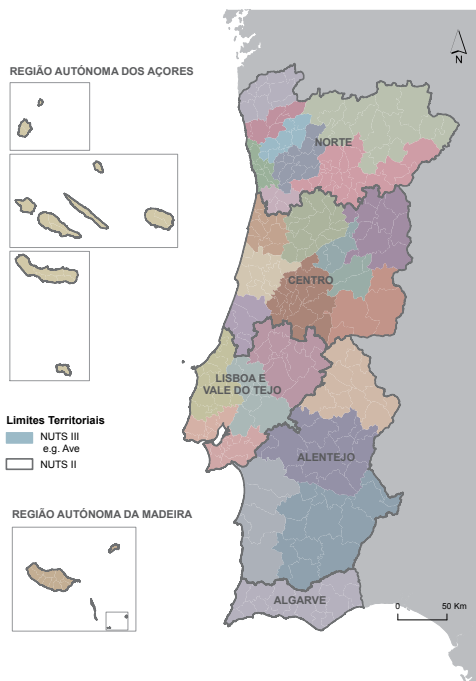 N
REGIÃO AUTÓNOMA DOS AÇORES
NORTE
CENTRO
LISBOA E
VALE DO TEJO
Limites Territoriais
NUTS III
e.g. Ave
NUTS II
ALENTEJO
REGIÃO AUTÓNOMA DA MADEIRA
ALGARVE
0 50 Km